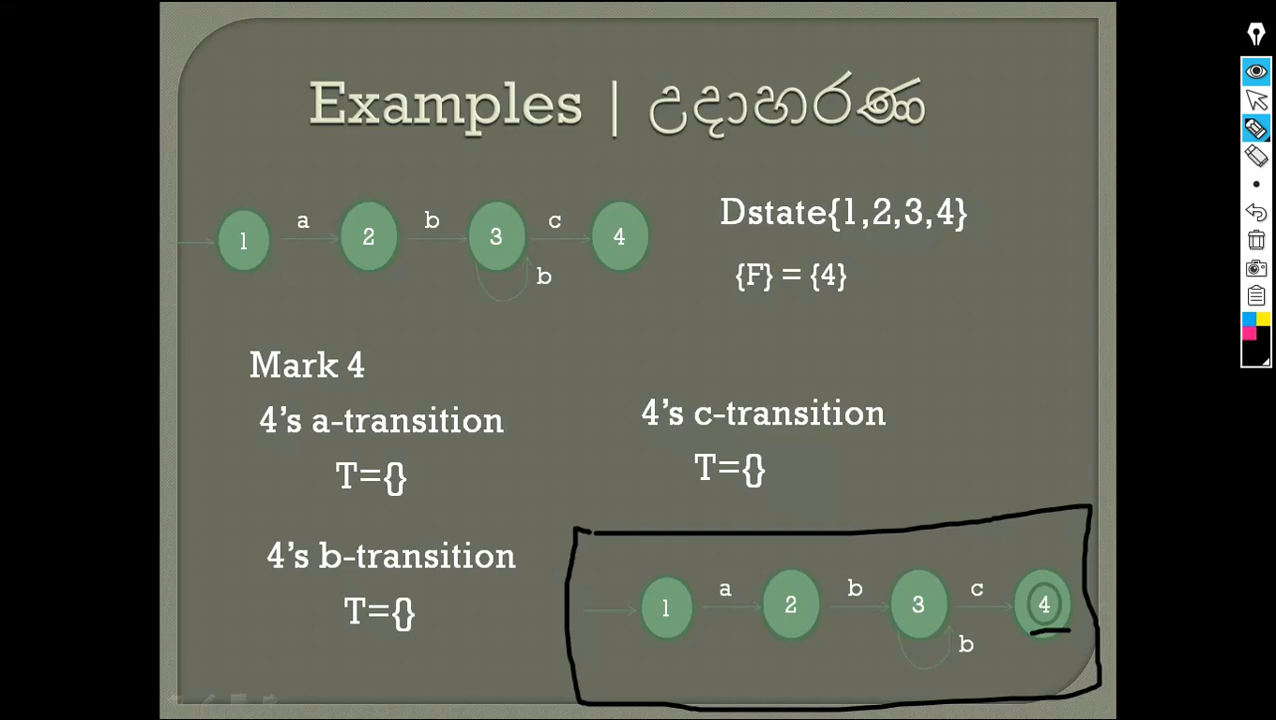 Examples | උදාහරණ
1 a 2 b 3 c 4
b
Dstate{1,2,3,4}
{F} = {4}
Mark 4
4’s a-transition
T={}
4’s b-transition
T={}
4’s c-transition
T={}
1 a 2 b 3 c 4
b